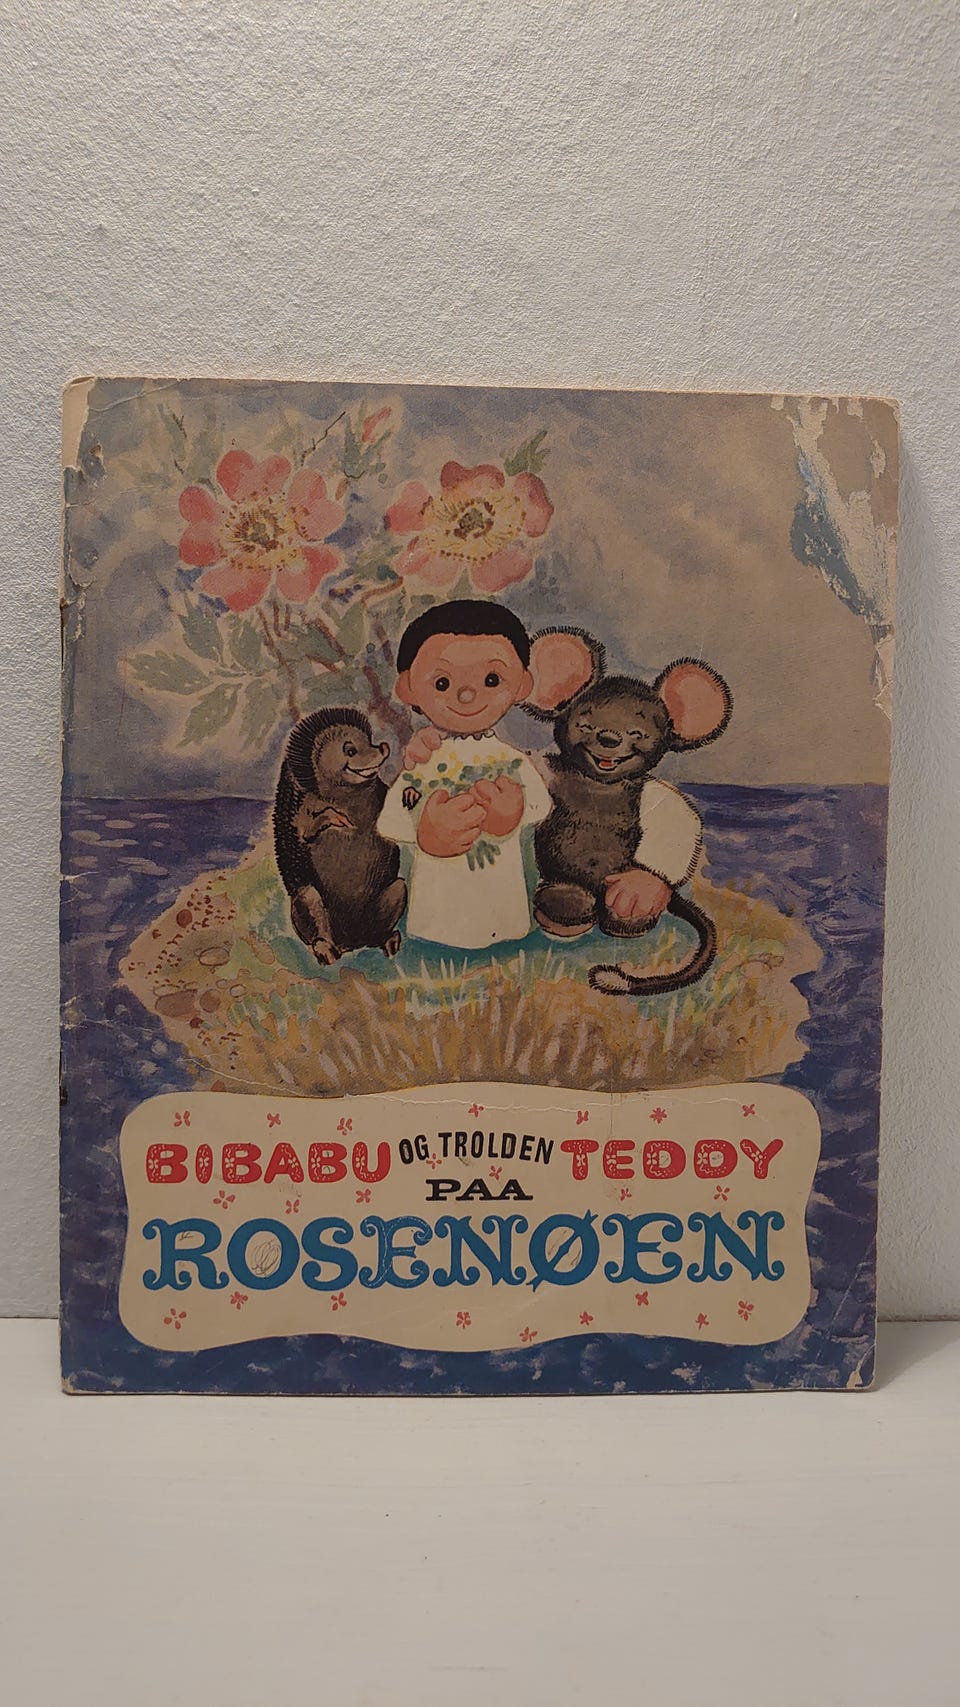 BIBABU OG TROLDEN TEDDY
PAA
ROSENØEN